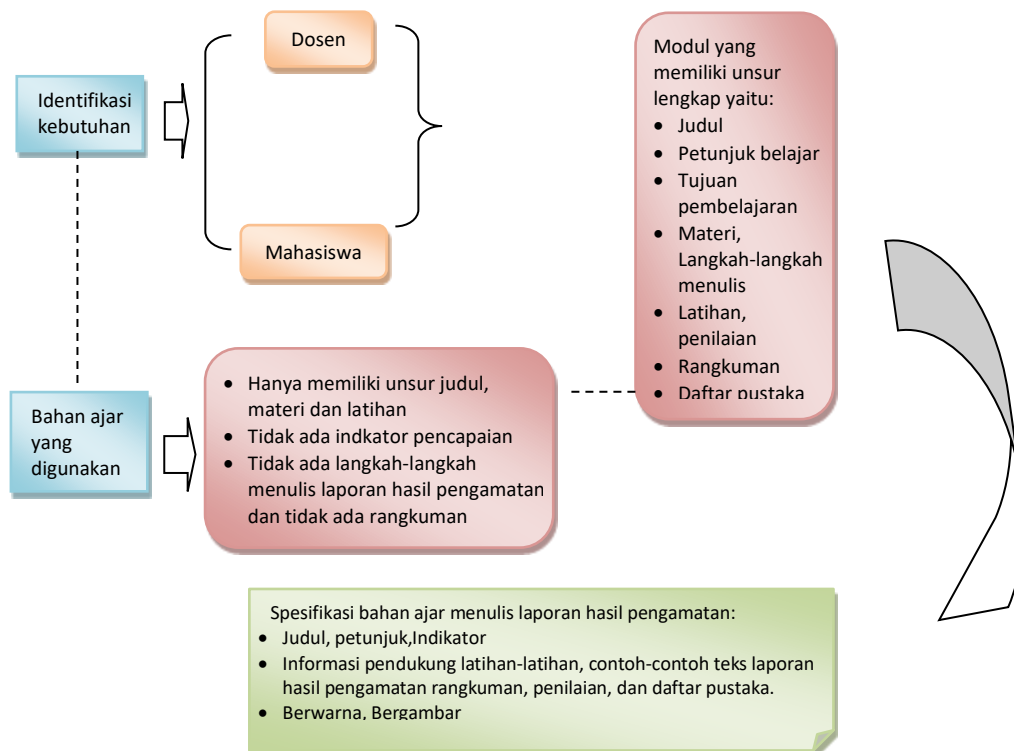 Dosen
Identifikasi
kebutuhan
Mahasiswa
Modul yang
memiliki unsur
lengkap yaitu:
• Judul
• Petunjuk belajar
• Tujuan
pembelajaran
• Materi,
Langkah-langkah
menulis
• Latihan,
penilaian
• Rangkuman
• Daftar pustaka
Bahan ajar
yang
digunakan
• Hanya memiliki unsur judul,
materi dan latihan
• Tidak ada indkator pencapaian
• Tidak ada langkah-langkah
menulis laporan hasil pengamatan
dan tidak ada rangkuman
Spesifikasi bahan ajar menulis laporan hasil pengamatan:
• Judul, petunjuk,Indikator
• Informasi pendukung latihan-latihan, contoh-contoh teks laporan
hasil pengamatan rangkuman, penilaian, dan daftar pustaka.
• Berwarna, Bergambar